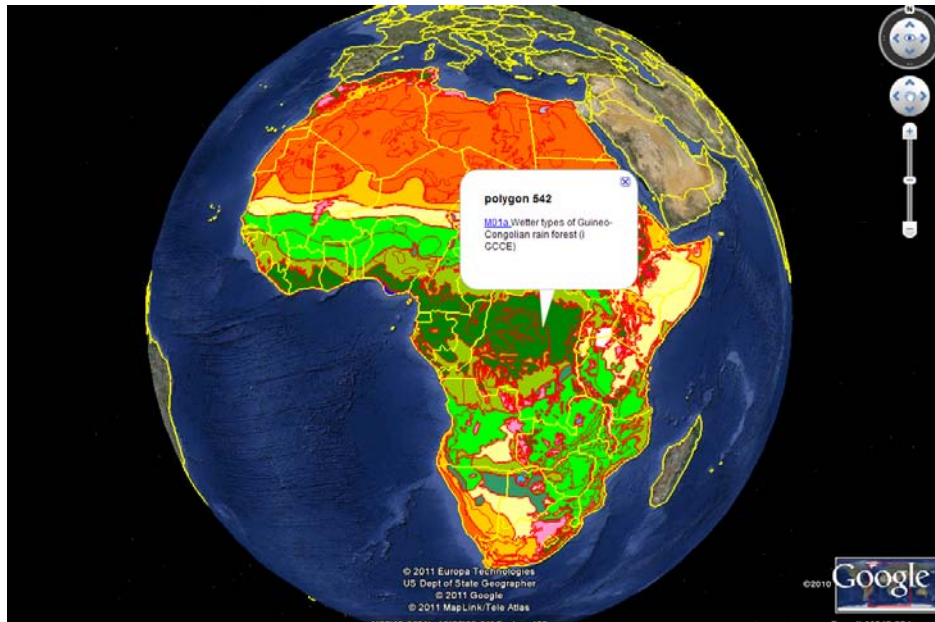 N
polygon 542
M01a Wetter types of Guineo-
Congolian rain forest (i
GCCE)
© 2011 Europa Technologies
US Dept of State Geographer
© 2011 Google
© 2011 MapLink/Tele Atlas
©2010 Google